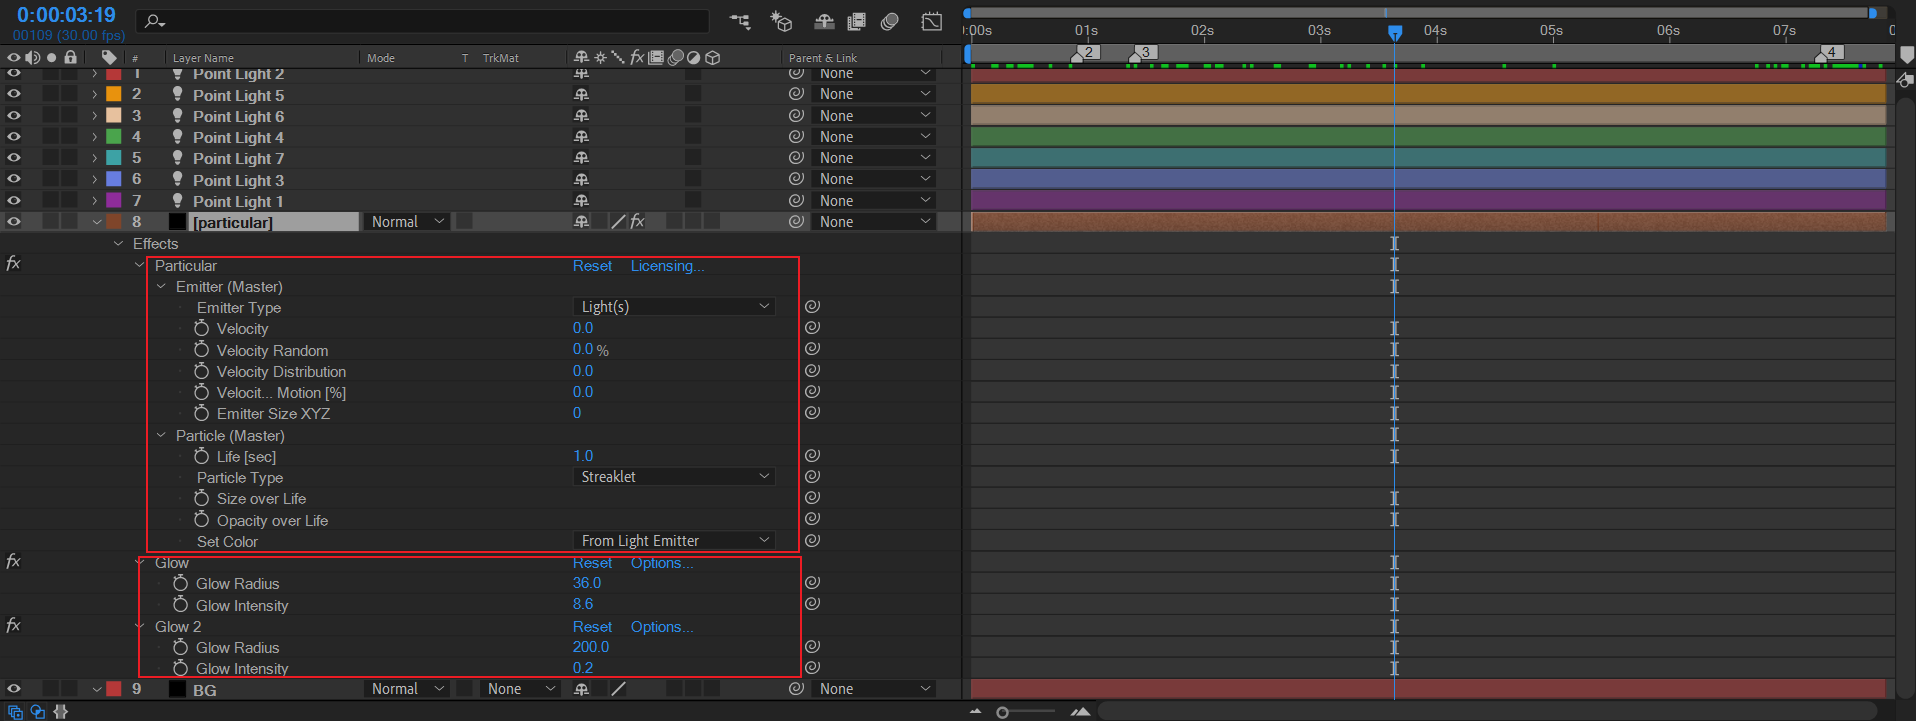 0:00:03:19
00109 (30.00 fps)
:00s 01s 02s 03s 04s 05s 06s 07s 0
2 3 4
# Layer Name Mode T TrkMat fx Parent & Link
1 Point Light 2 None
2 Point Light 5 None
3 Point Light 6 None
4 Point Light 4 None
5 Point Light 7 None
6 Point Light 3 None
7 Point Light 1 None
8 [particular] Normal fx None
Effects
fx Particular Reset Licensing...
Emitter (Master)
Emitter Type Light(s)
Velocity 0.0
Velocity Random 0.0 %
Velocity Distribution 0.0
Velocit... Motion [%] 0.0
Emitter Size XYZ 0
Particle (Master)
Life [sec] 1.0
Particle Type Streaklet
Size over Life
Opacity over Life
Set Color From Light Emitter
fx Glow Reset Options...
Glow Radius 36.0
Glow Intensity 8.6
fx Glow 2 Reset Options...
Glow Radius 200.0
Glow Intensity 0.2
9 BG Normal None None